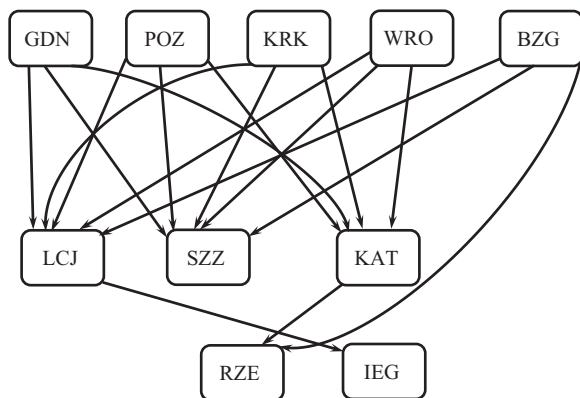 GDN POZ KRK WRO BZG
LCJ SZZ KAT
RZE IEG